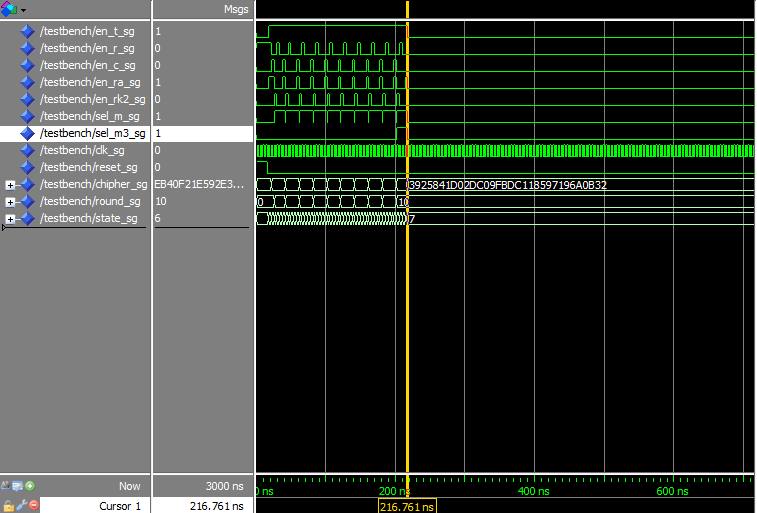 Msgs
/testbench/en_t_sg 1
/testbench/en_r_sg 0
/testbench/en_c_sg 0
/testbench/en_ra_sg 1
/testbench/en_rk2_sg 0
/testbench/sel_m_sg 1
/testbench/sel_m3_sg 1
/testbench/clk_sg 0
/testbench/reset_sg 0
/testbench/chipher_sg EB40F21E592E3... 3925841D02DC09FBDC118597196A0B32
/testbench/round_sg 10 0 10
/testbench/state_sg 6 7
Now 3000 ns 0 ns 200 ns 400 ns 600 ns
Cursor 1 216.761 ns 216.761 ns